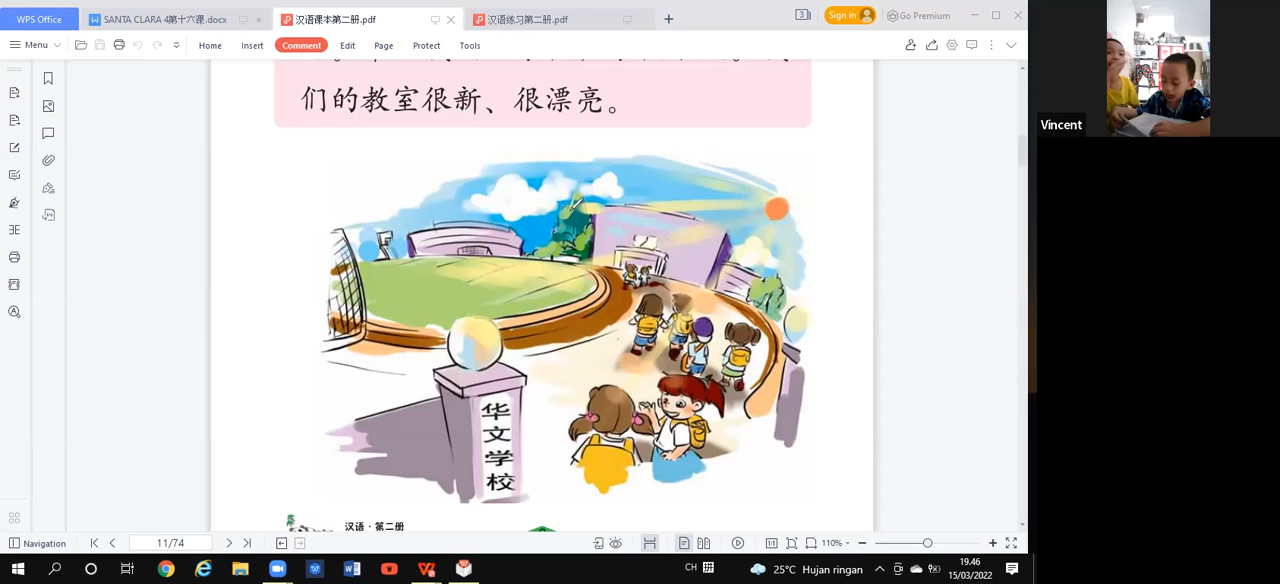 WPS Office
SANTA CLARA 4第十六课.docx
汉语课本第二册.pdf
汉语练习第二册.pdf
Sign in
Go Premium
Menu
Home
Insert
Comment
Edit
Page
Protect
Tools
们的教室很新、很漂亮。
华文学校
汉语·第二册
Vincent
Navigation
11/74
110%
CH
25°C Hujan ringan
19.46
15/03/2022